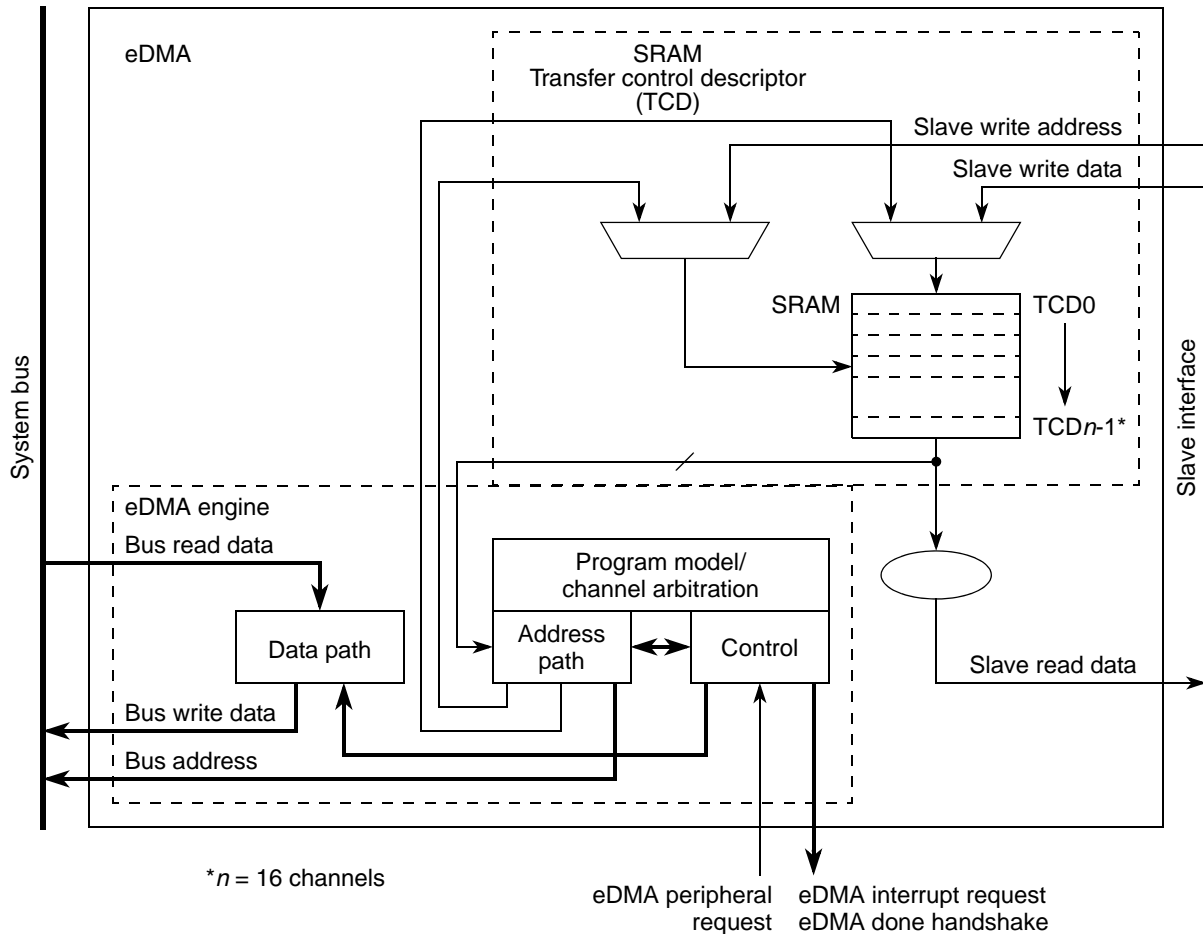 eDMA
SRAM
Transfer control descriptor
(TCD)
Slave write address
Slave write data
SRAM
TCD0
TCDn-1*
System bus
Slave interface
eDMA engine
Bus read data
Program model/
channel arbitration
Data path
Address
path
Control
Slave read data
Bus write data
Bus address
*n = 16 channels
eDMA peripheral
request
eDMA interrupt request
eDMA done handshake